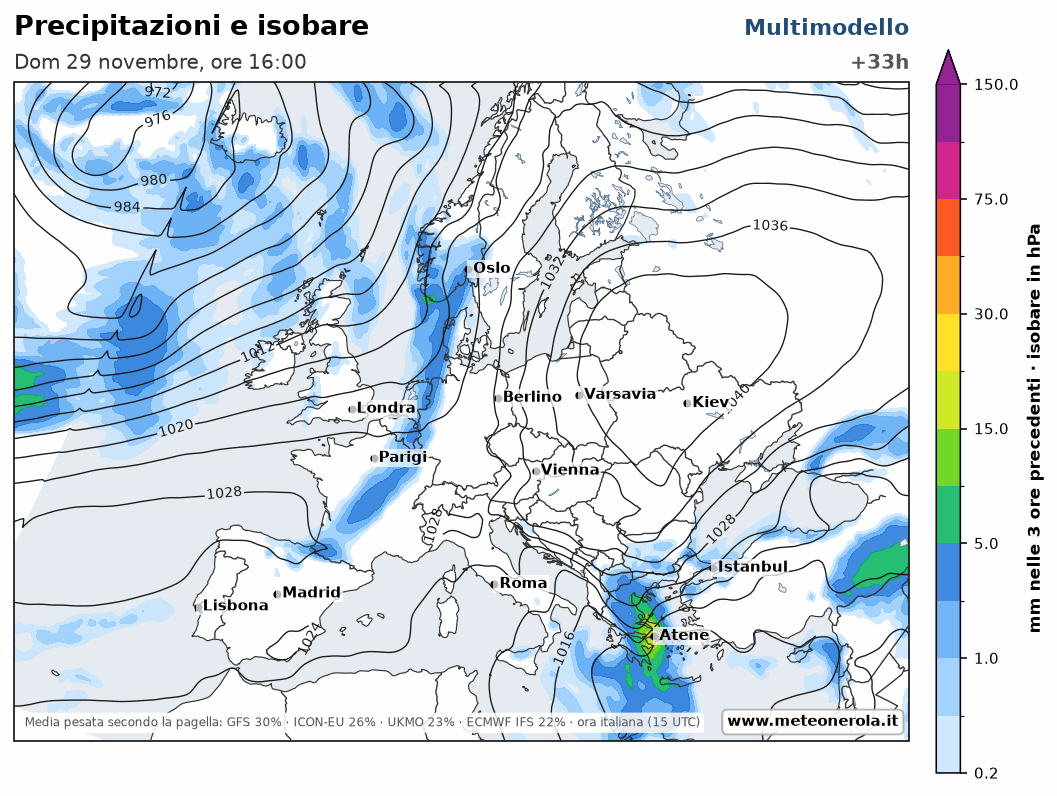 Precipitazioni e isobare
Multimodello
Dom 29 novembre, ore 16:00
+33h
972
976
980
984
1036
1032
1012
1020
1028
1040
1028
1028
1024
1016
Oslo
Londra
Berlino
Varsavia
Kiev
Parigi
Vienna
Madrid
Lisbona
Roma
Istanbul
Atene
Media pesata secondo la pagella: GFS 30% · ICON-EU 26% · UKMO 23% · ECMWF IFS 22% · ora italiana (15 UTC)
www.meteonerola.it
150.0
75.0
30.0
15.0
5.0
1.0
0.2
mm nelle 3 ore precedenti · isobare in hPa